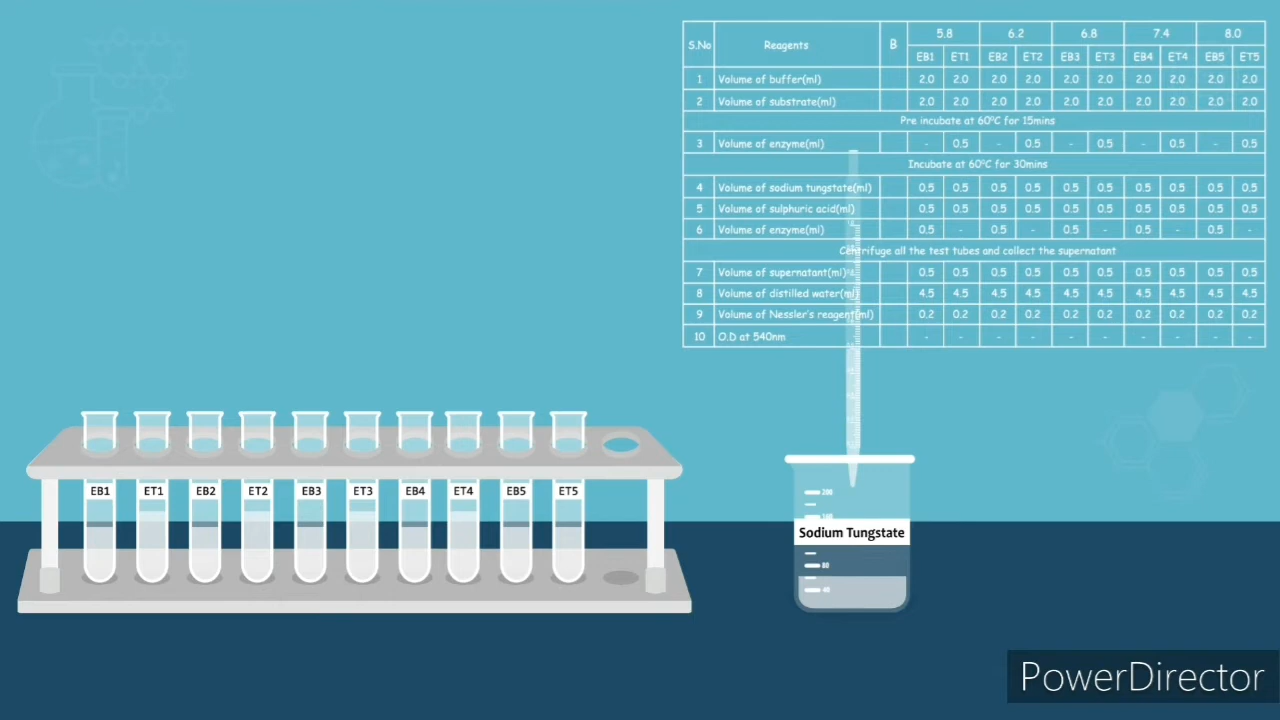 S.No Reagents B 5.8 6.2 6.8 7.4 8.0
EB1 ET1 EB2 ET2 EB3 ET3 EB4 ET4 EB5 ET5
1 Volume of buffer(ml) 2.0 2.0 2.0 2.0 2.0 2.0 2.0 2.0 2.0 2.0
2 Volume of substrate(ml) 2.0 2.0 2.0 2.0 2.0 2.0 2.0 2.0 2.0 2.0
Pre incubate at 60⁰C for 15mins
3 Volume of enzyme(ml) - 0.5 - 0.5 - 0.5 - 0.5 - 0.5
Incubate at 60⁰C for 30mins
4 Volume of sodium tungstate(ml) 0.5 0.5 0.5 0.5 0.5 0.5 0.5 0.5 0.5 0.5
5 Volume of sulphuric acid(ml) 0.5 0.5 0.5 0.5 0.5 0.5 0.5 0.5 0.5 0.5
6 Volume of enzyme(ml) 0.5 - 0.5 - 0.5 - 0.5 - 0.5 -
Centrifuge all the test tubes and collect the supernatant
7 Volume of supernatant(ml) 0.5 0.5 0.5 0.5 0.5 0.5 0.5 0.5 0.5 0.5
8 Volume of distilled water(ml) 4.5 4.5 4.5 4.5 4.5 4.5 4.5 4.5 4.5 4.5
9 Volume of Nessler's reagent(ml) 0.2 0.2 0.2 0.2 0.2 0.2 0.2 0.2 0.2 0.2
10 O.D at 540nm - - - - - - - - - -
EB1 ET1 EB2 ET2 EB3 ET3 EB4 ET4 EB5 ET5
200
Sodium Tungstate
80
40
PowerDirector